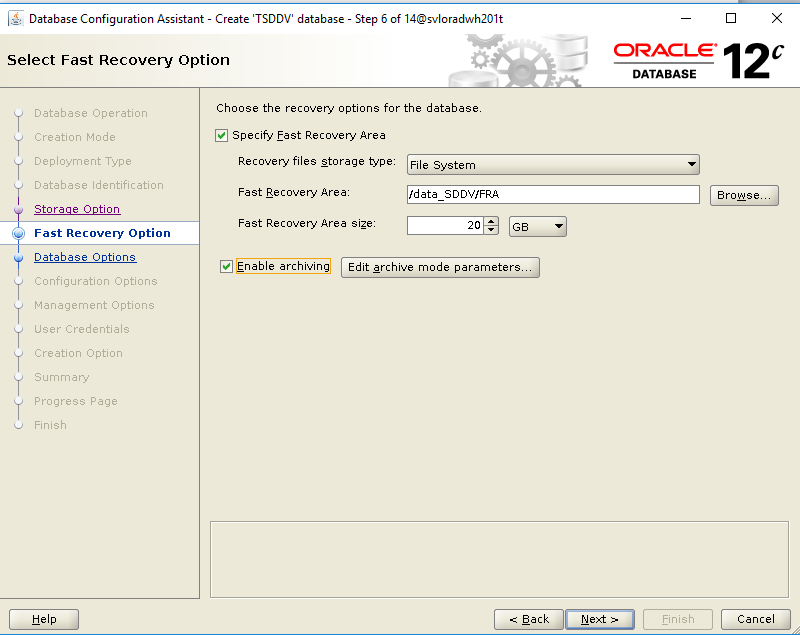 Database Configuration Assistant - Create 'TSDDV' database - Step 6 of 14@svloradwh201t
Select Fast Recovery Option
ORACLE
DATABASE
12c
Database Operation
Creation Mode
Deployment Type
Database Identification
Storage Option
Fast Recovery Option
Database Options
Configuration Options
Management Options
User Credentials
Creation Option
Summary
Progress Page
Finish
Choose the recovery options for the database.
Specify Fast Recovery Area
Recovery files storage type: File System
Fast Recovery Area: /data_SDDV/FRA Browse...
Fast Recovery Area size: 20 GB
Enable archiving Edit archive mode parameters...
Help < Back Next > Finish Cancel